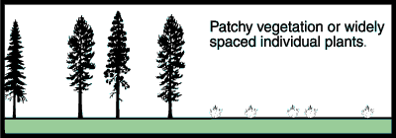 Patchy vegetation or widely
spaced individual plants.